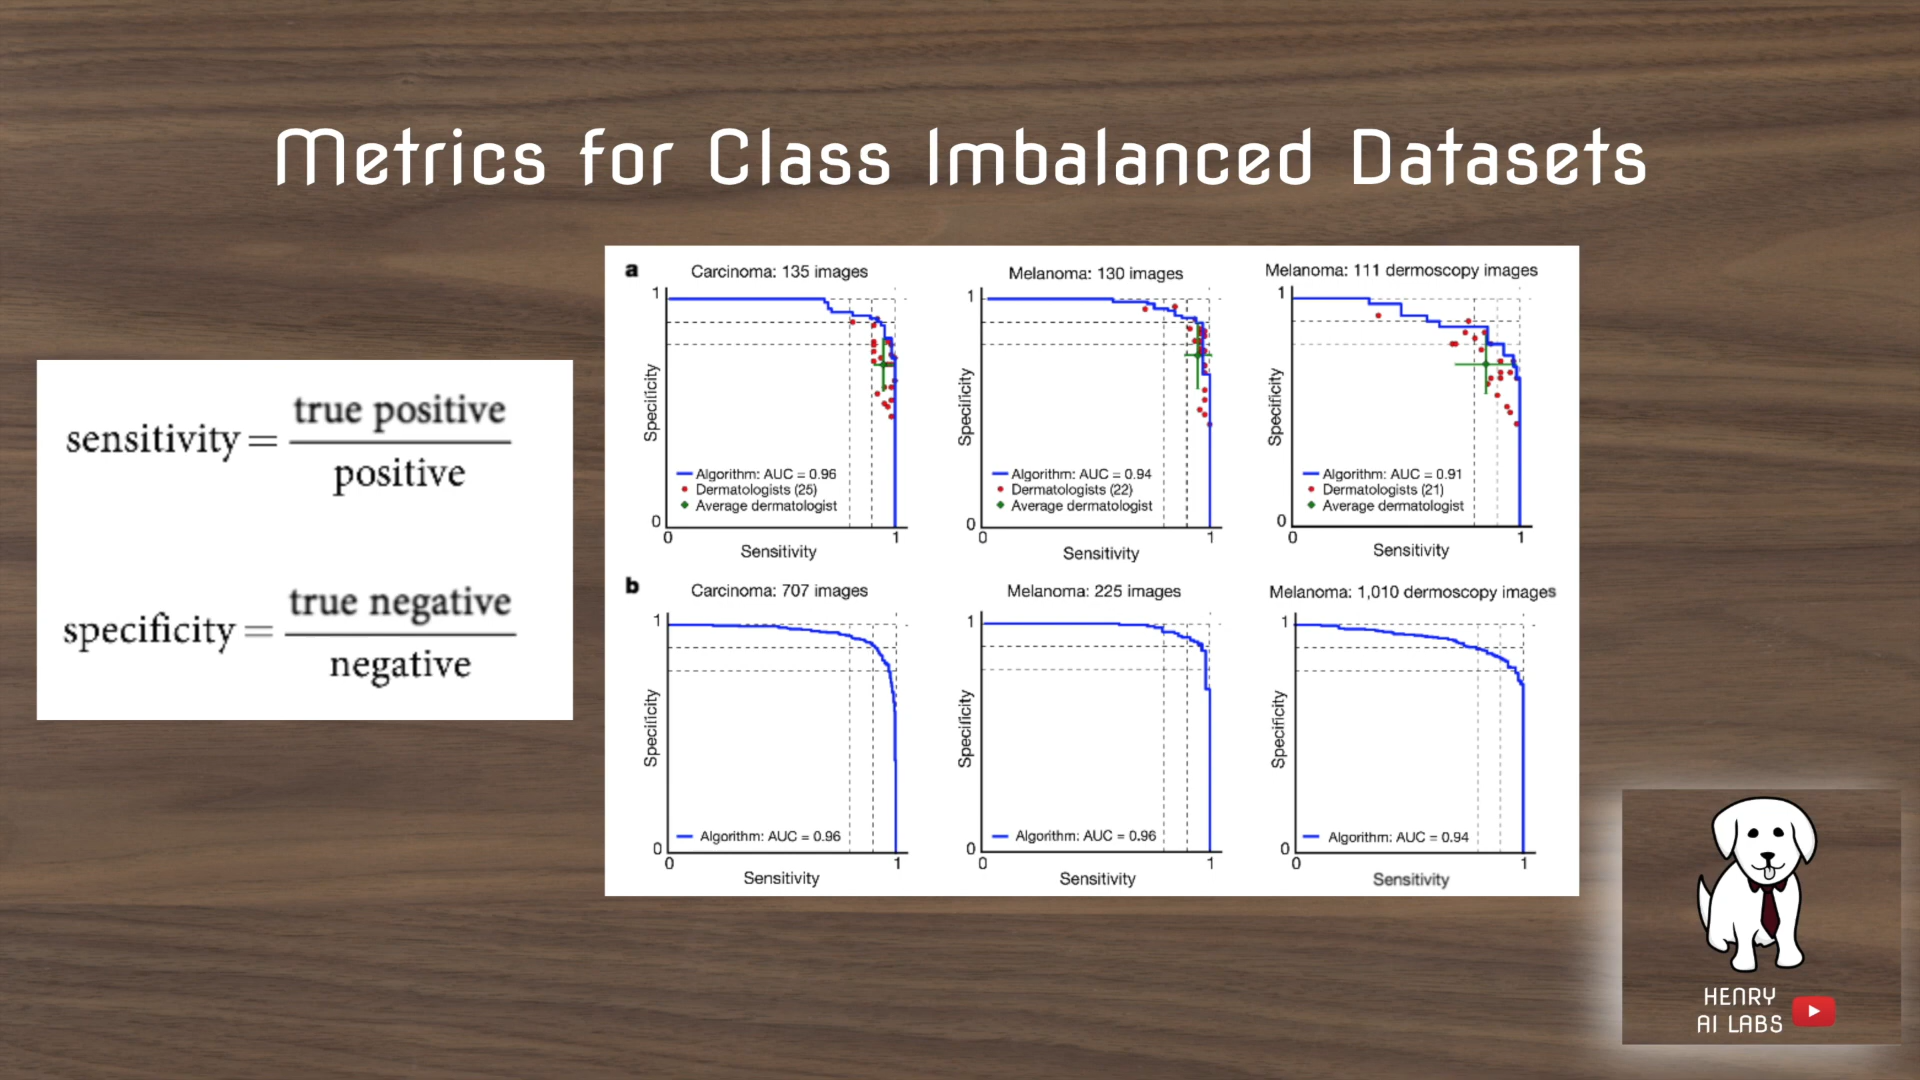 Metrics for Class Imbalanced Datasets
sensitivity = true positive
positive
specificity = true negative
negative
a
Carcinoma: 135 images
1
Specificity
Algorithm: AUC = 0.96
Dermatologists (25)
Average dermatologist
0
0
1
Sensitivity
Melanoma: 130 images
1
Specificity
Algorithm: AUC = 0.94
Dermatologists (22)
Average dermatologist
0
0
1
Sensitivity
Melanoma: 111 dermoscopy images
1
Specificity
Algorithm: AUC = 0.91
Dermatologists (21)
Average dermatologist
0
0
1
Sensitivity
b
Carcinoma: 707 images
1
Specificity
Algorithm: AUC = 0.96
0
0
1
Sensitivity
Melanoma: 225 images
1
Specificity
Algorithm: AUC = 0.96
0
0
1
Sensitivity
Melanoma: 1,010 dermoscopy images
1
Specificity
Algorithm: AUC = 0.94
0
0
1
Sensitivity
HENRY
AI LABS